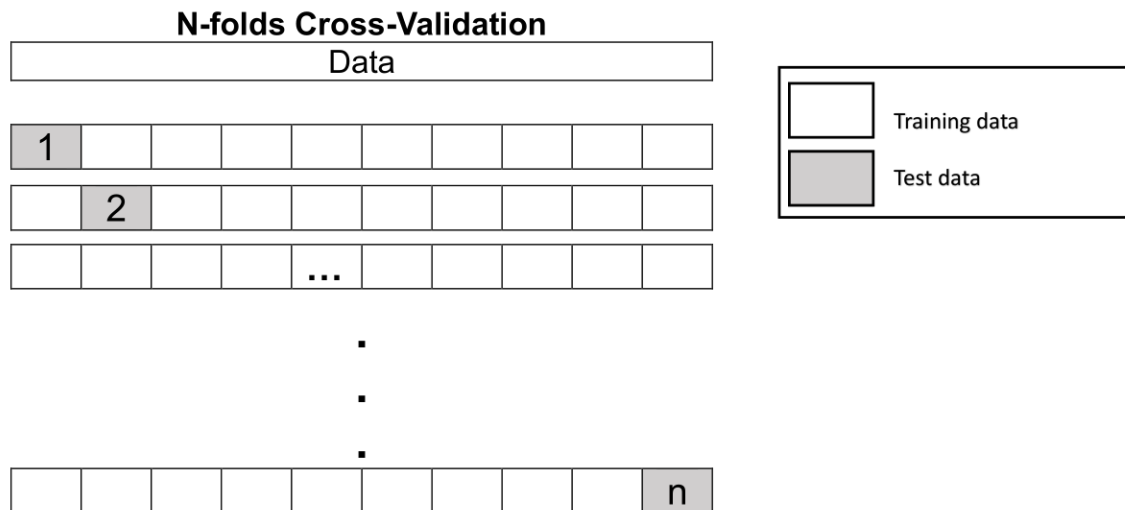 N-folds Cross-Validation
Data
1
2
...
.
.
.
n
Training data
Test data